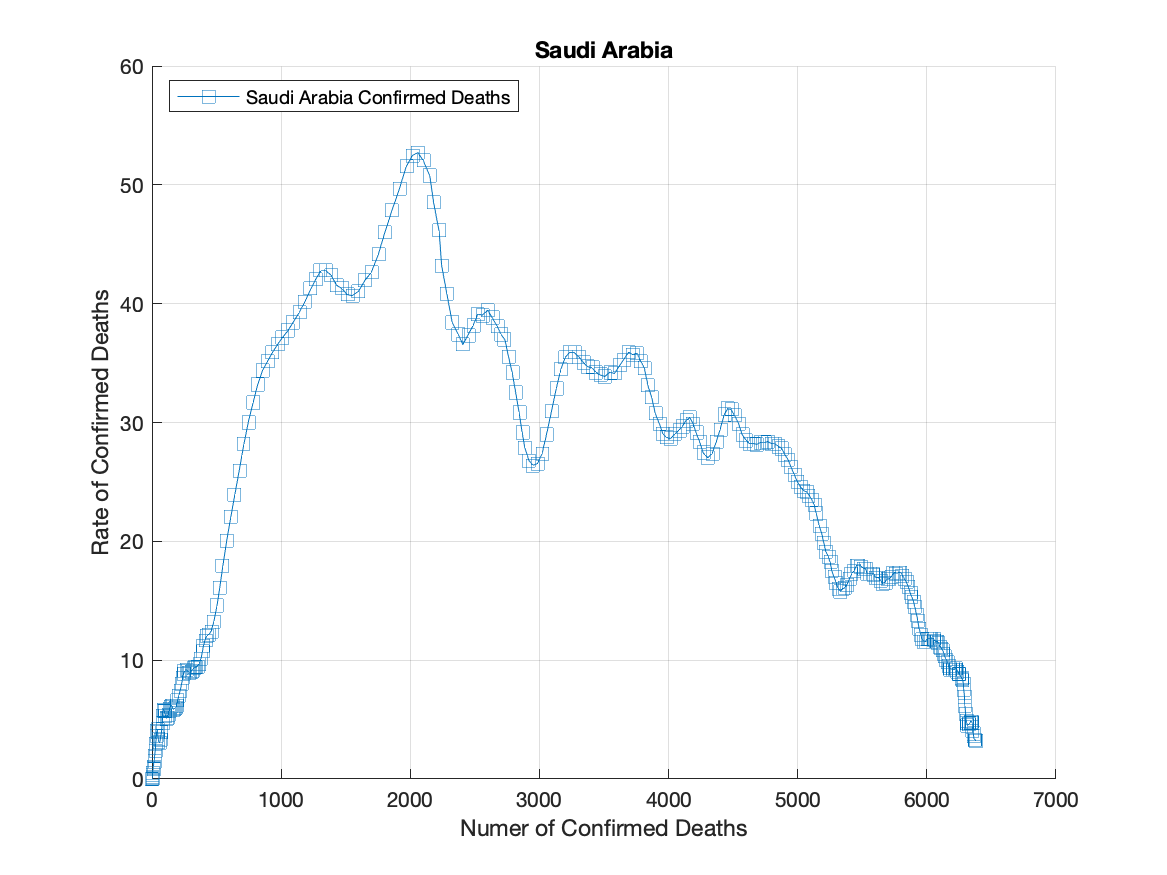 Saudi Arabia
Saudi Arabia Confirmed Deaths
Rate of Confirmed Deaths
60
50
40
30
20
10
0
0 1000 2000 3000 4000 5000 6000 7000
Numer of Confirmed Deaths